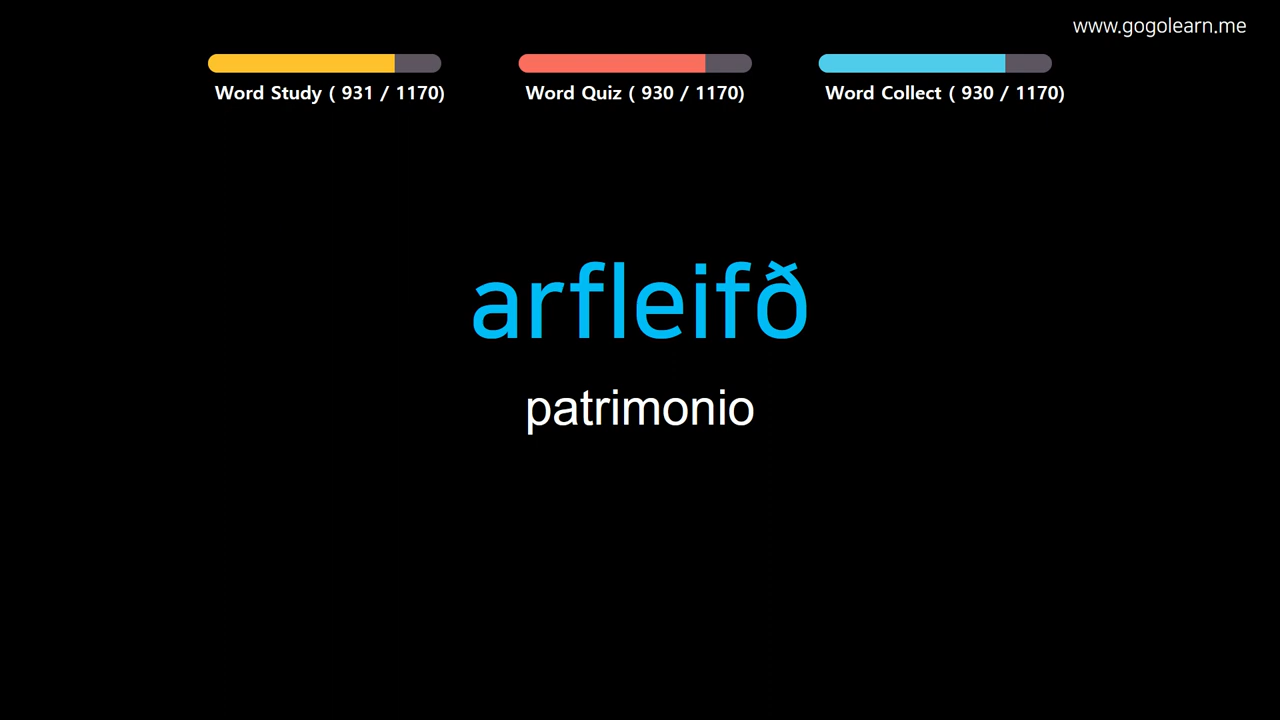 www.gogolearn.me
Word Study ( 931 / 1170)
Word Quiz ( 930 / 1170)
Word Collect ( 930 / 1170)
arfleifð
patrimonio